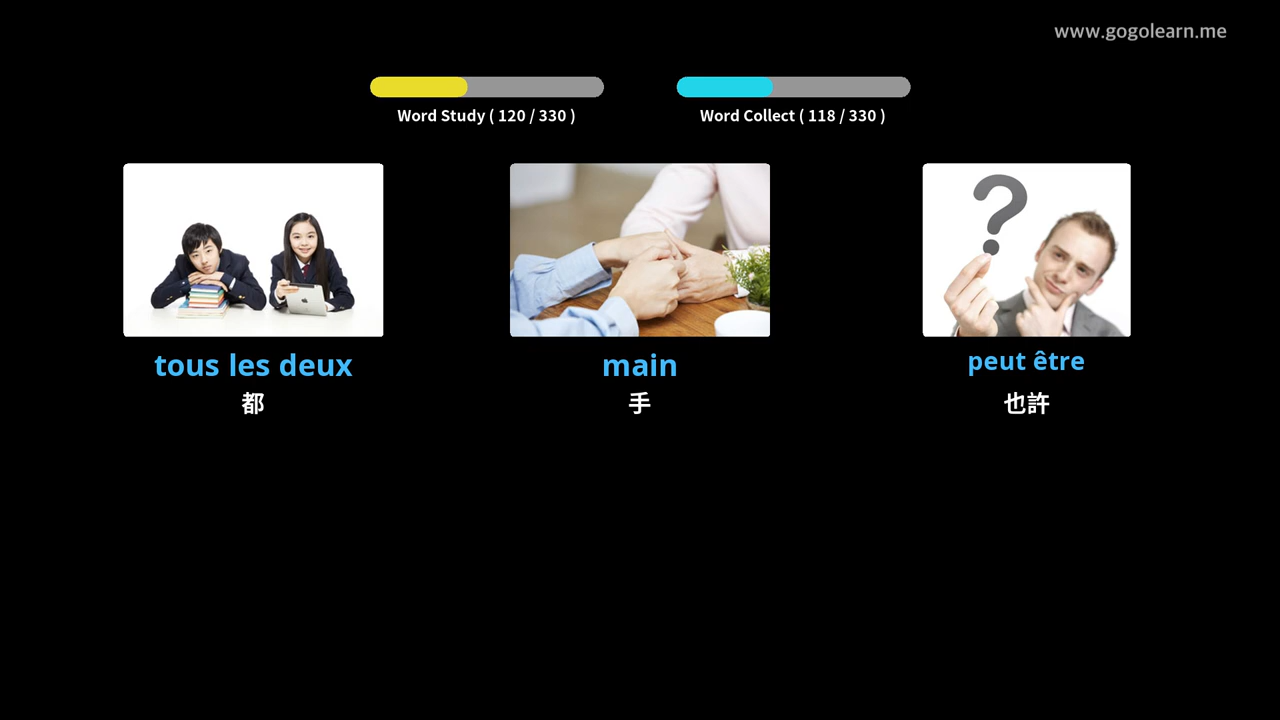 www.gogolearn.me
Word Study ( 120 / 330 )
Word Collect ( 118 / 330 )
tous les deux
都
main
手
peut être
也許